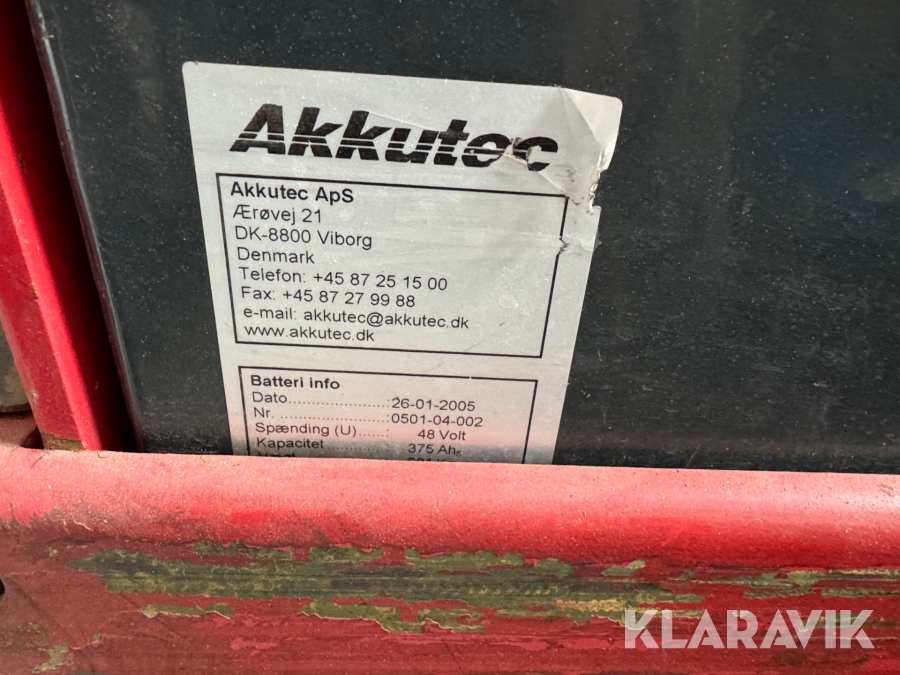 Akkutec
Akkutec ApS
Ærøvej 21
DK-8800 Viborg
Denmark
Telefon: +45 87 25 15 00
Fax: +45 87 27 99 88
e-mail: akkutec@akkutec.dk
www.akkutec.dk
Batteri info
Dato......................:26-01-2005
Nr. .......................:0501-04-002
Spænding (U)......: 48 Volt
Kapacitet ...............: 375 Ah₅
KLARAVIK